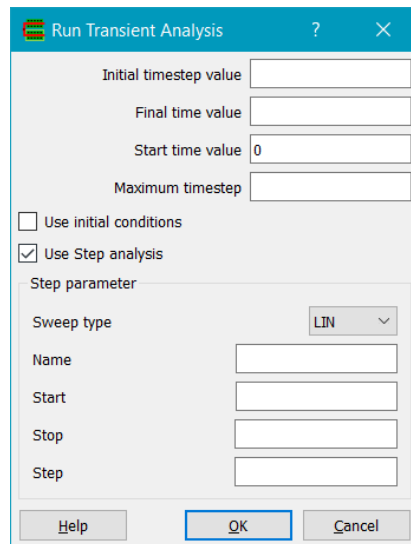 Run Transient Analysis ?
Initial timestep value
Final time value
Start time value 0
Maximum timestep
Use initial conditions
Use Step analysis
Step parameter
Sweep type LIN
Name
Start
Stop
Step
Help OK Cancel